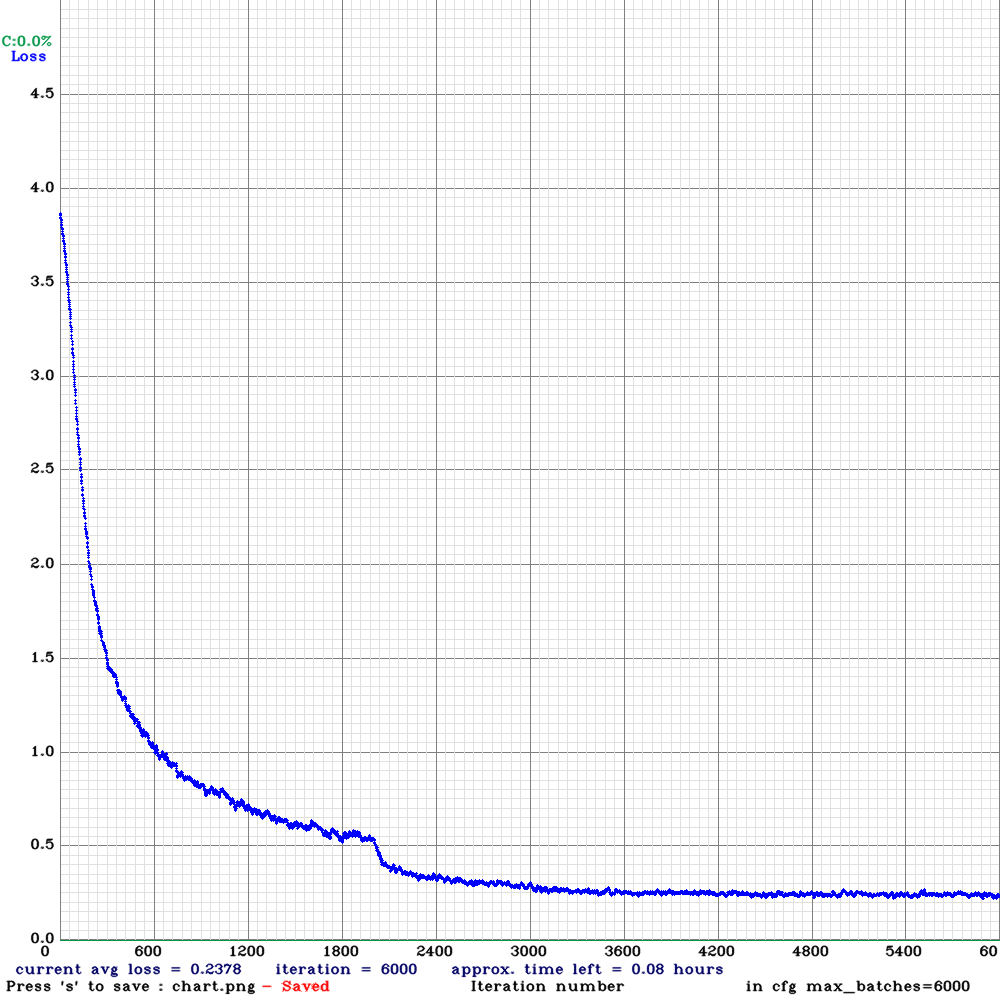 C:0.0%
Loss
4.5
4.0
3.5
3.0
2.5
2.0
1.5
1.0
0.5
0.0
0 600 1200 1800 2400 3000 3600 4200 4800 5400 60
current avg loss = 0.2378 iteration = 6000 approx. time left = 0.08 hours
Press 's' to save : chart.png - Saved Iteration number in cfg max_batches=6000